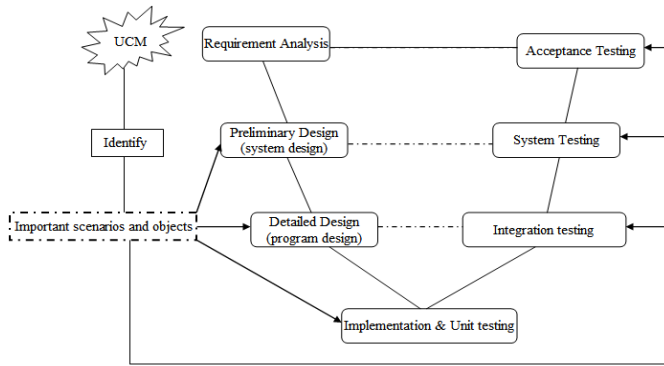 UCM
Requirement Analysis
Acceptance Testing
Identify
Preliminary Design
(system design)
System Testing
Important scenarios and objects
Detailed Design
(program design)
Integration testing
Implementation & Unit testing